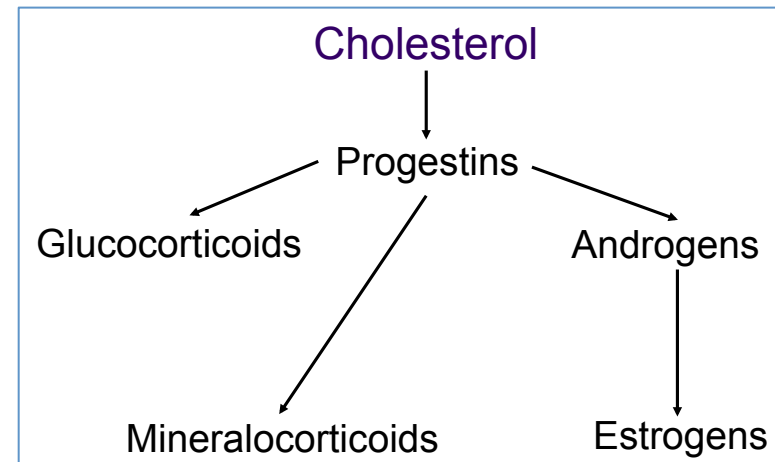 Cholesterol
Progestins
Glucocorticoids
Androgens
Mineralocorticoids
Estrogens